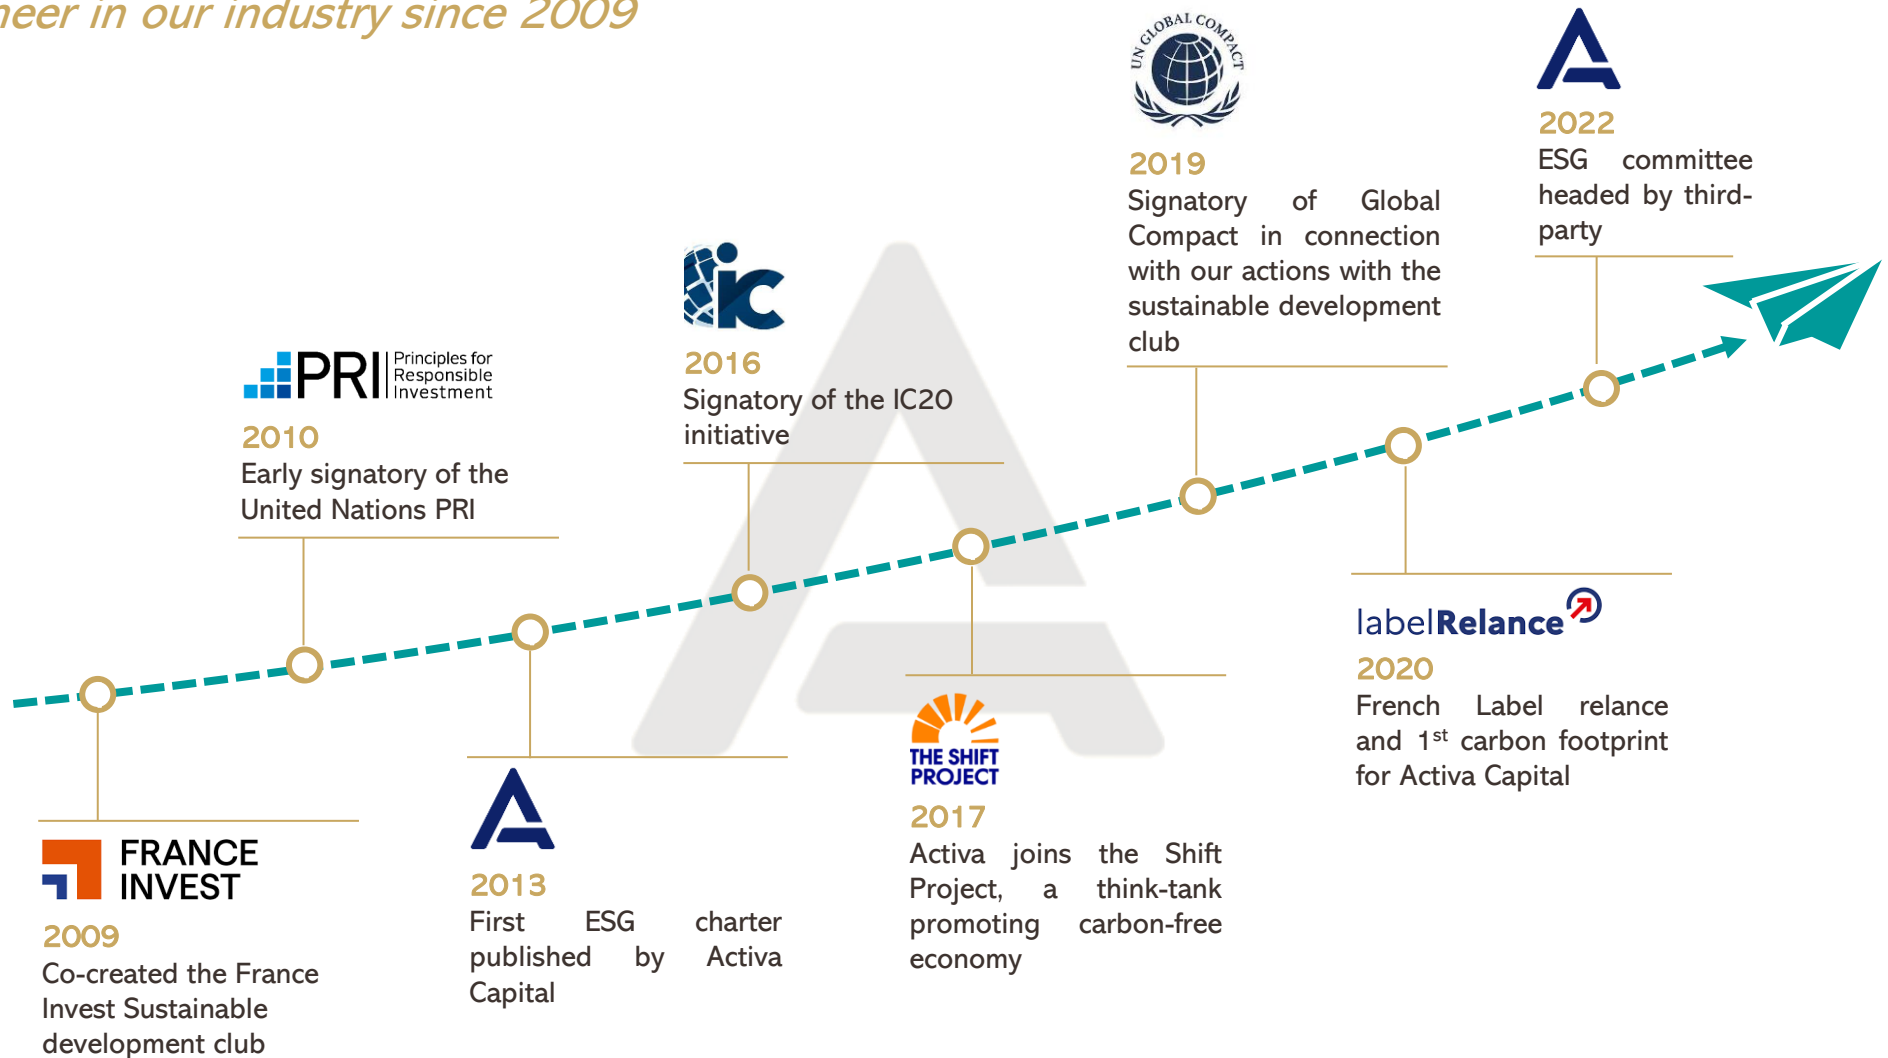 in our industry since 2009
FRANCE
INVEST
2009
Co-created the France
Invest Sustainable
development club
PRI
Principles for
Responsible
Investment
2010
Early signatory of the
United Nations PRI
2013
First ESG charter
published by Activa
Capital
ic
2016
Signatory of the IC20
initiative
THE SHIFT
PROJECT
2017
Activa joins the Shift
Project, a think-tank
promoting carbon-free
economy
UN GLOBAL COMPACT
2019
Signatory of Global
Compact in connection
with our actions with the
sustainable development
club
labelRelance
2020
French Label relance
and 1st carbon footprint
for Activa Capital
2022
ESG committee
headed by third-
party